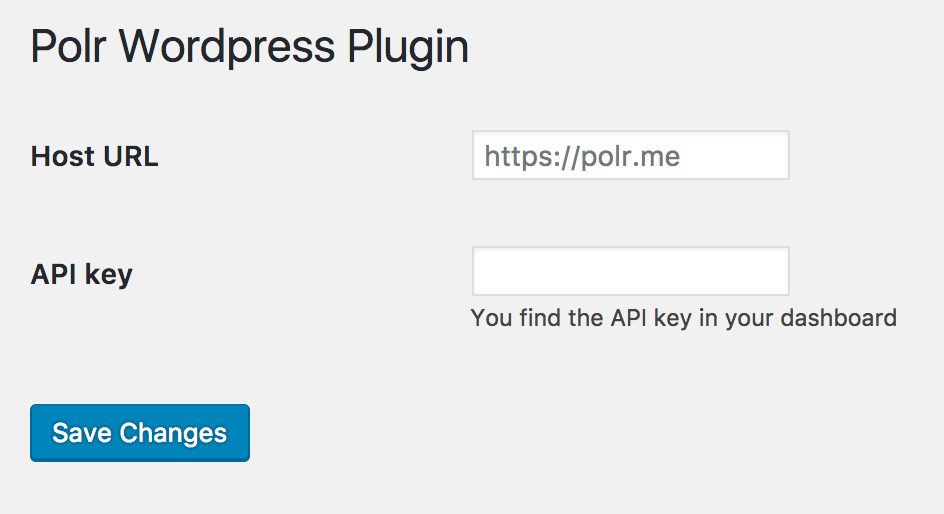 Polr Wordpress Plugin
Host URL
https://polr.me
API key
You find the API key in your dashboard
Save Changes